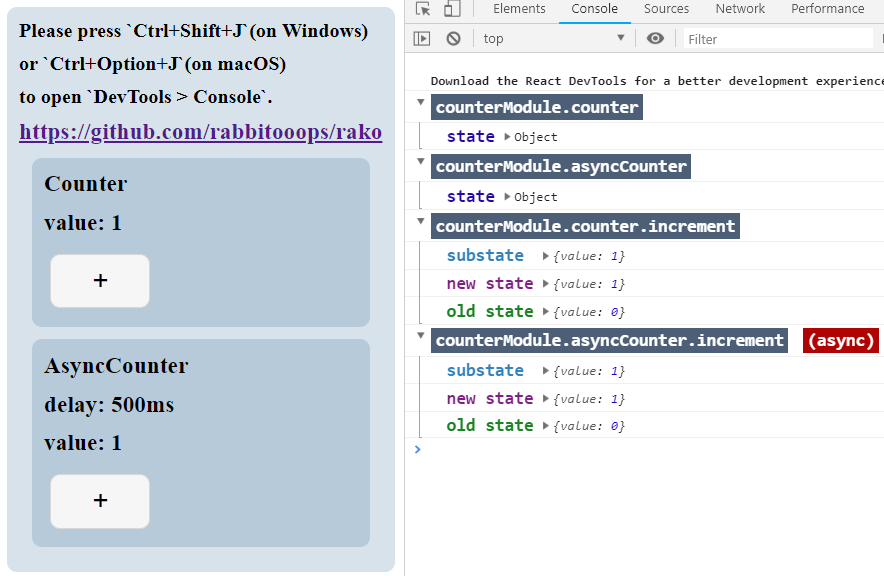 Please press `Ctrl+Shift+J`(on Windows)
or `Ctrl+Option+J`(on macOS)
to open `DevTools > Console`.
https://github.com/rabbitooops/rako
Counter
value: 1
+
AsyncCounter
delay: 500ms
value: 1
+
Elements Console Sources Network Performance
top Filter
Download the React DevTools for a better development experience
counterModule.counter
state Object
counterModule.asyncCounter
state Object
counterModule.counter.increment
substate {value: 1}
new state {value: 1}
old state {value: 0}
counterModule.asyncCounter.increment (async)
substate {value: 1}
new state {value: 1}
old state {value: 0}